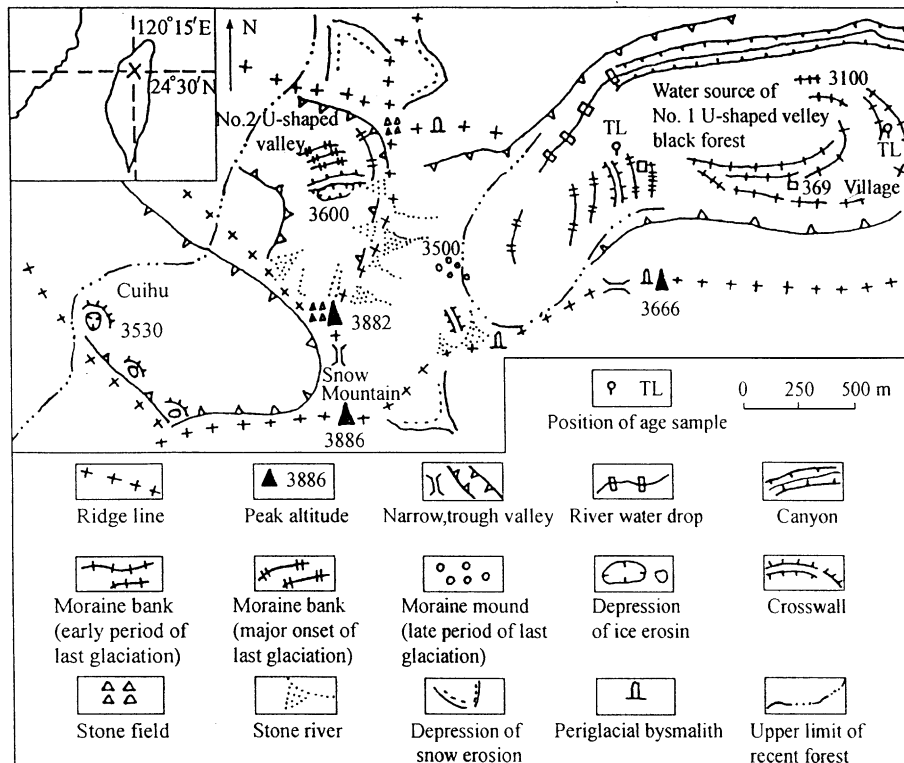 120°15′E
N
24°30′N
No.2 U-shaped
valley
Water source of
No. 1 U-shaped velley
black forest
3100
TL
TL
369 Village
3600
3500
Cuihu
3530
3882
3666
Snow
Mountain
3886
TL
Position of age sample
0 250 500 m
3886
Ridge line
Peak altitude
Narrow,trough valley
River water drop
Canyon
Moraine bank
(early period of
last glaciation)
Moraine bank
(major onset of
last glaciation)
Moraine mound
(late period of last
glaciation)
Depression
of ice erosin
Crosswall
Stone field
Stone river
Depression of
snow erosion
Periglacial bysmalith
Upper limit of
recent forest